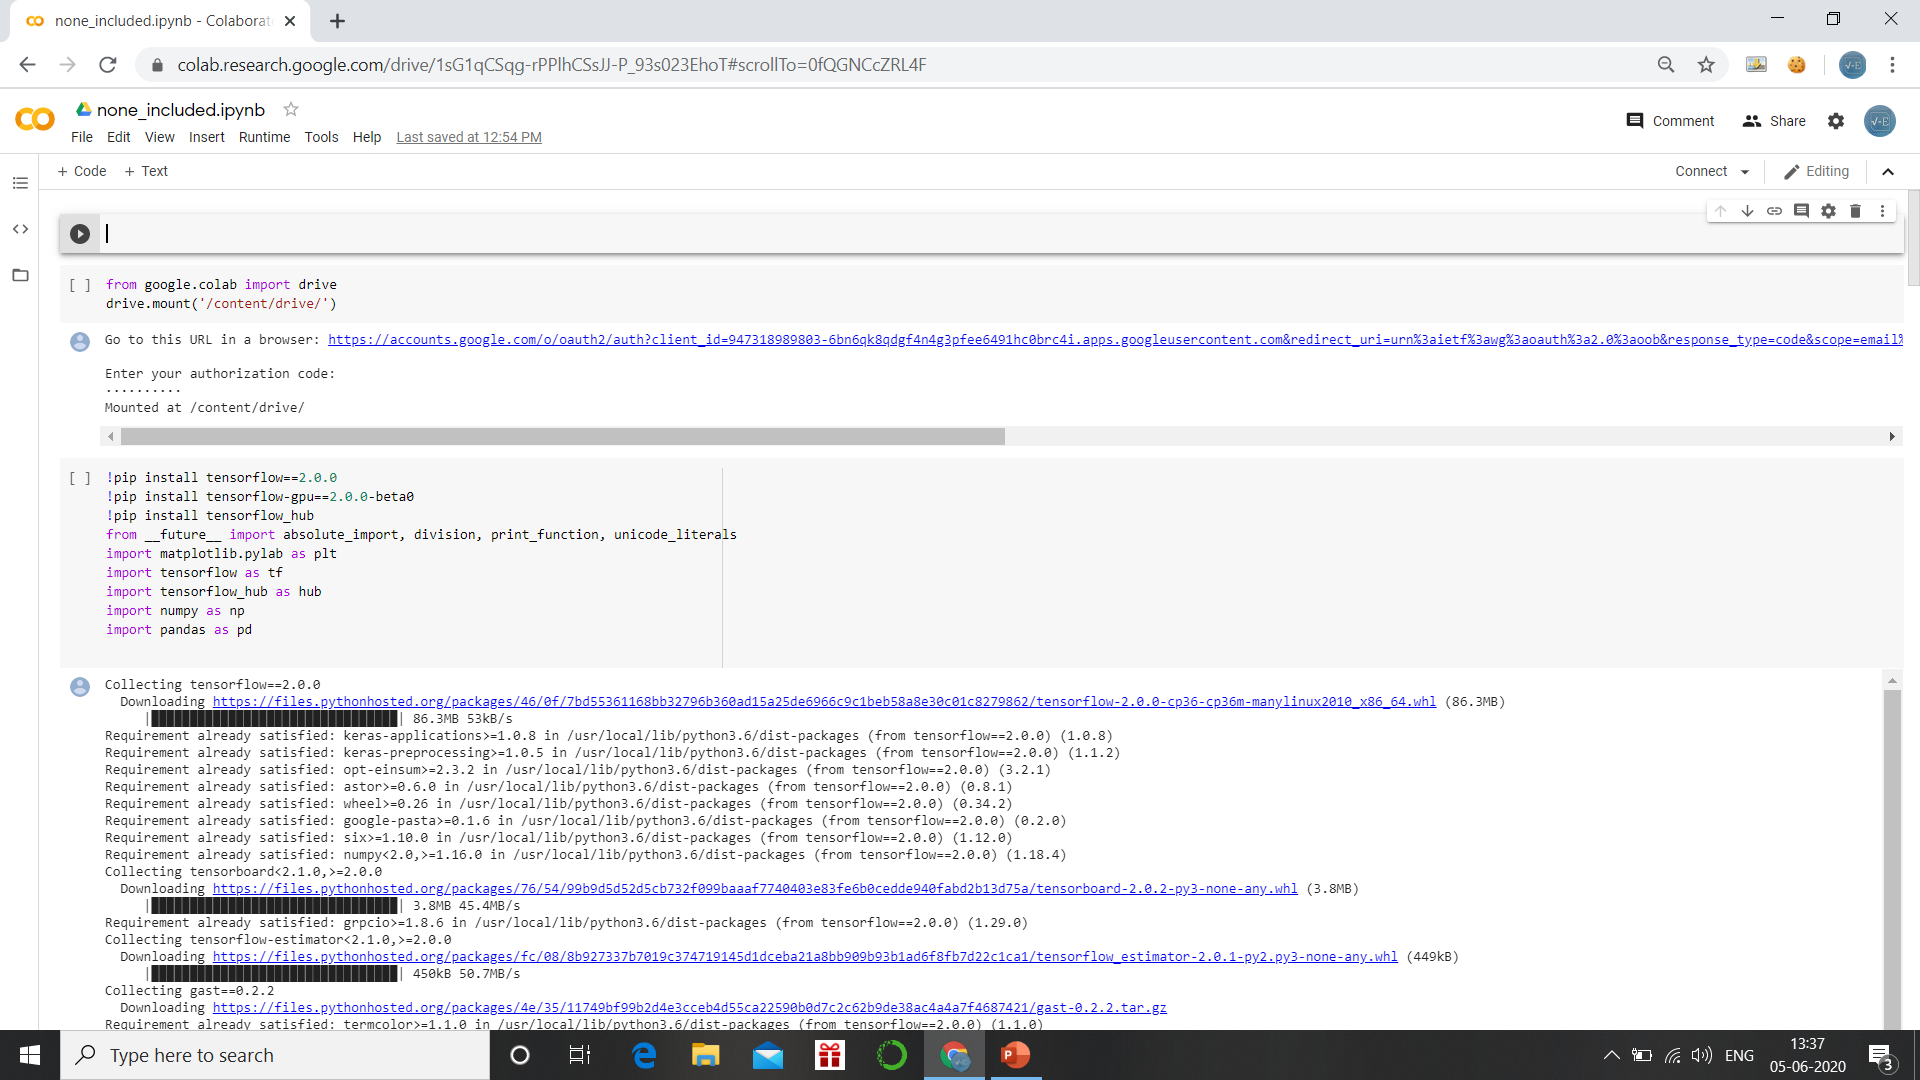 none_included.ipynb - Colaborat
colab.research.google.com/drive/1sG1qCSqg-rPPlhCSsJJ-P_93s023EhoT#scrollTo=0fQGNCcZRL4F
none_included.ipynb
File Edit View Insert Runtime Tools Help Last saved at 12:54 PM
Comment Share
+ Code + Text
Connect Editing
[ ] from google.colab import drive
drive.mount('/content/drive/')
Go to this URL in a browser: https://accounts.google.com/o/oauth2/auth?client_id=947318989803-6bn6qk8qdgf4n4g3pfee6491hc0brc4i.apps.googleusercontent.com&redirect_uri=urn%3aietf%3awg%3aoauth%3a2.0%3aoob&response_type=code&scope=email%
Enter your authorization code:
··········
Mounted at /content/drive/
[ ] !pip install tensorflow==2.0.0
!pip install tensorflow-gpu==2.0.0-beta0
!pip install tensorflow_hub
from __future__ import absolute_import, division, print_function, unicode_literals
import matplotlib.pylab as plt
import tensorflow as tf
import tensorflow_hub as hub
import numpy as np
import pandas as pd
Collecting tensorflow==2.0.0
Downloading https://files.pythonhosted.org/packages/46/0f/7bd55361168bb32796b360ad15a25de6966c9c1beb58a8e30c01c8279862/tensorflow-2.0.0-cp36-cp36m-manylinux2010_x86_64.whl (86.3MB)
|████████████████████████████████| 86.3MB 53kB/s
Requirement already satisfied: keras-applications>=1.0.8 in /usr/local/lib/python3.6/dist-packages (from tensorflow==2.0.0) (1.0.8)
Requirement already satisfied: keras-preprocessing>=1.0.5 in /usr/local/lib/python3.6/dist-packages (from tensorflow==2.0.0) (1.1.2)
Requirement already satisfied: opt-einsum>=2.3.2 in /usr/local/lib/python3.6/dist-packages (from tensorflow==2.0.0) (3.2.1)
Requirement already satisfied: astor>=0.6.0 in /usr/local/lib/python3.6/dist-packages (from tensorflow==2.0.0) (0.8.1)
Requirement already satisfied: wheel>=0.26 in /usr/local/lib/python3.6/dist-packages (from tensorflow==2.0.0) (0.34.2)
Requirement already satisfied: google-pasta>=0.1.6 in /usr/local/lib/python3.6/dist-packages (from tensorflow==2.0.0) (0.2.0)
Requirement already satisfied: six>=1.10.0 in /usr/local/lib/python3.6/dist-packages (from tensorflow==2.0.0) (1.12.0)
Requirement already satisfied: numpy<2.0,>=1.16.0 in /usr/local/lib/python3.6/dist-packages (from tensorflow==2.0.0) (1.18.4)
Collecting tensorboard<2.1.0,>=2.0.0
Downloading https://files.pythonhosted.org/packages/76/54/99b9d5d52d5cb732f099baaaf7740403e83fe6b0cedde940fabd2b13d75a/tensorboard-2.0.2-py3-none-any.whl (3.8MB)
|████████████████████████████████| 3.8MB 45.4MB/s
Requirement already satisfied: grpcio>=1.8.6 in /usr/local/lib/python3.6/dist-packages (from tensorflow==2.0.0) (1.29.0)
Collecting tensorflow-estimator<2.1.0,>=2.0.0
Downloading https://files.pythonhosted.org/packages/fc/08/8b927337b7019c374719145d1dceba21a8bb909b93b1ad6f8fb7d22c1ca1/tensorflow_estimator-2.0.1-py2.py3-none-any.whl (449kB)
|████████████████████████████████| 450kB 50.7MB/s
Collecting gast==0.2.2
Downloading https://files.pythonhosted.org/packages/4e/35/11749bf99b2d4e3cceb4d55ca22590b0d7c2c62b9de38ac4a4a7f4687421/gast-0.2.2.tar.gz
Requirement already satisfied: termcolor>=1.1.0 in /usr/local/lib/python3.6/dist-packages (from tensorflow==2.0.0) (1.1.0)
Type here to search
ENG
13:37
05-06-2020
3